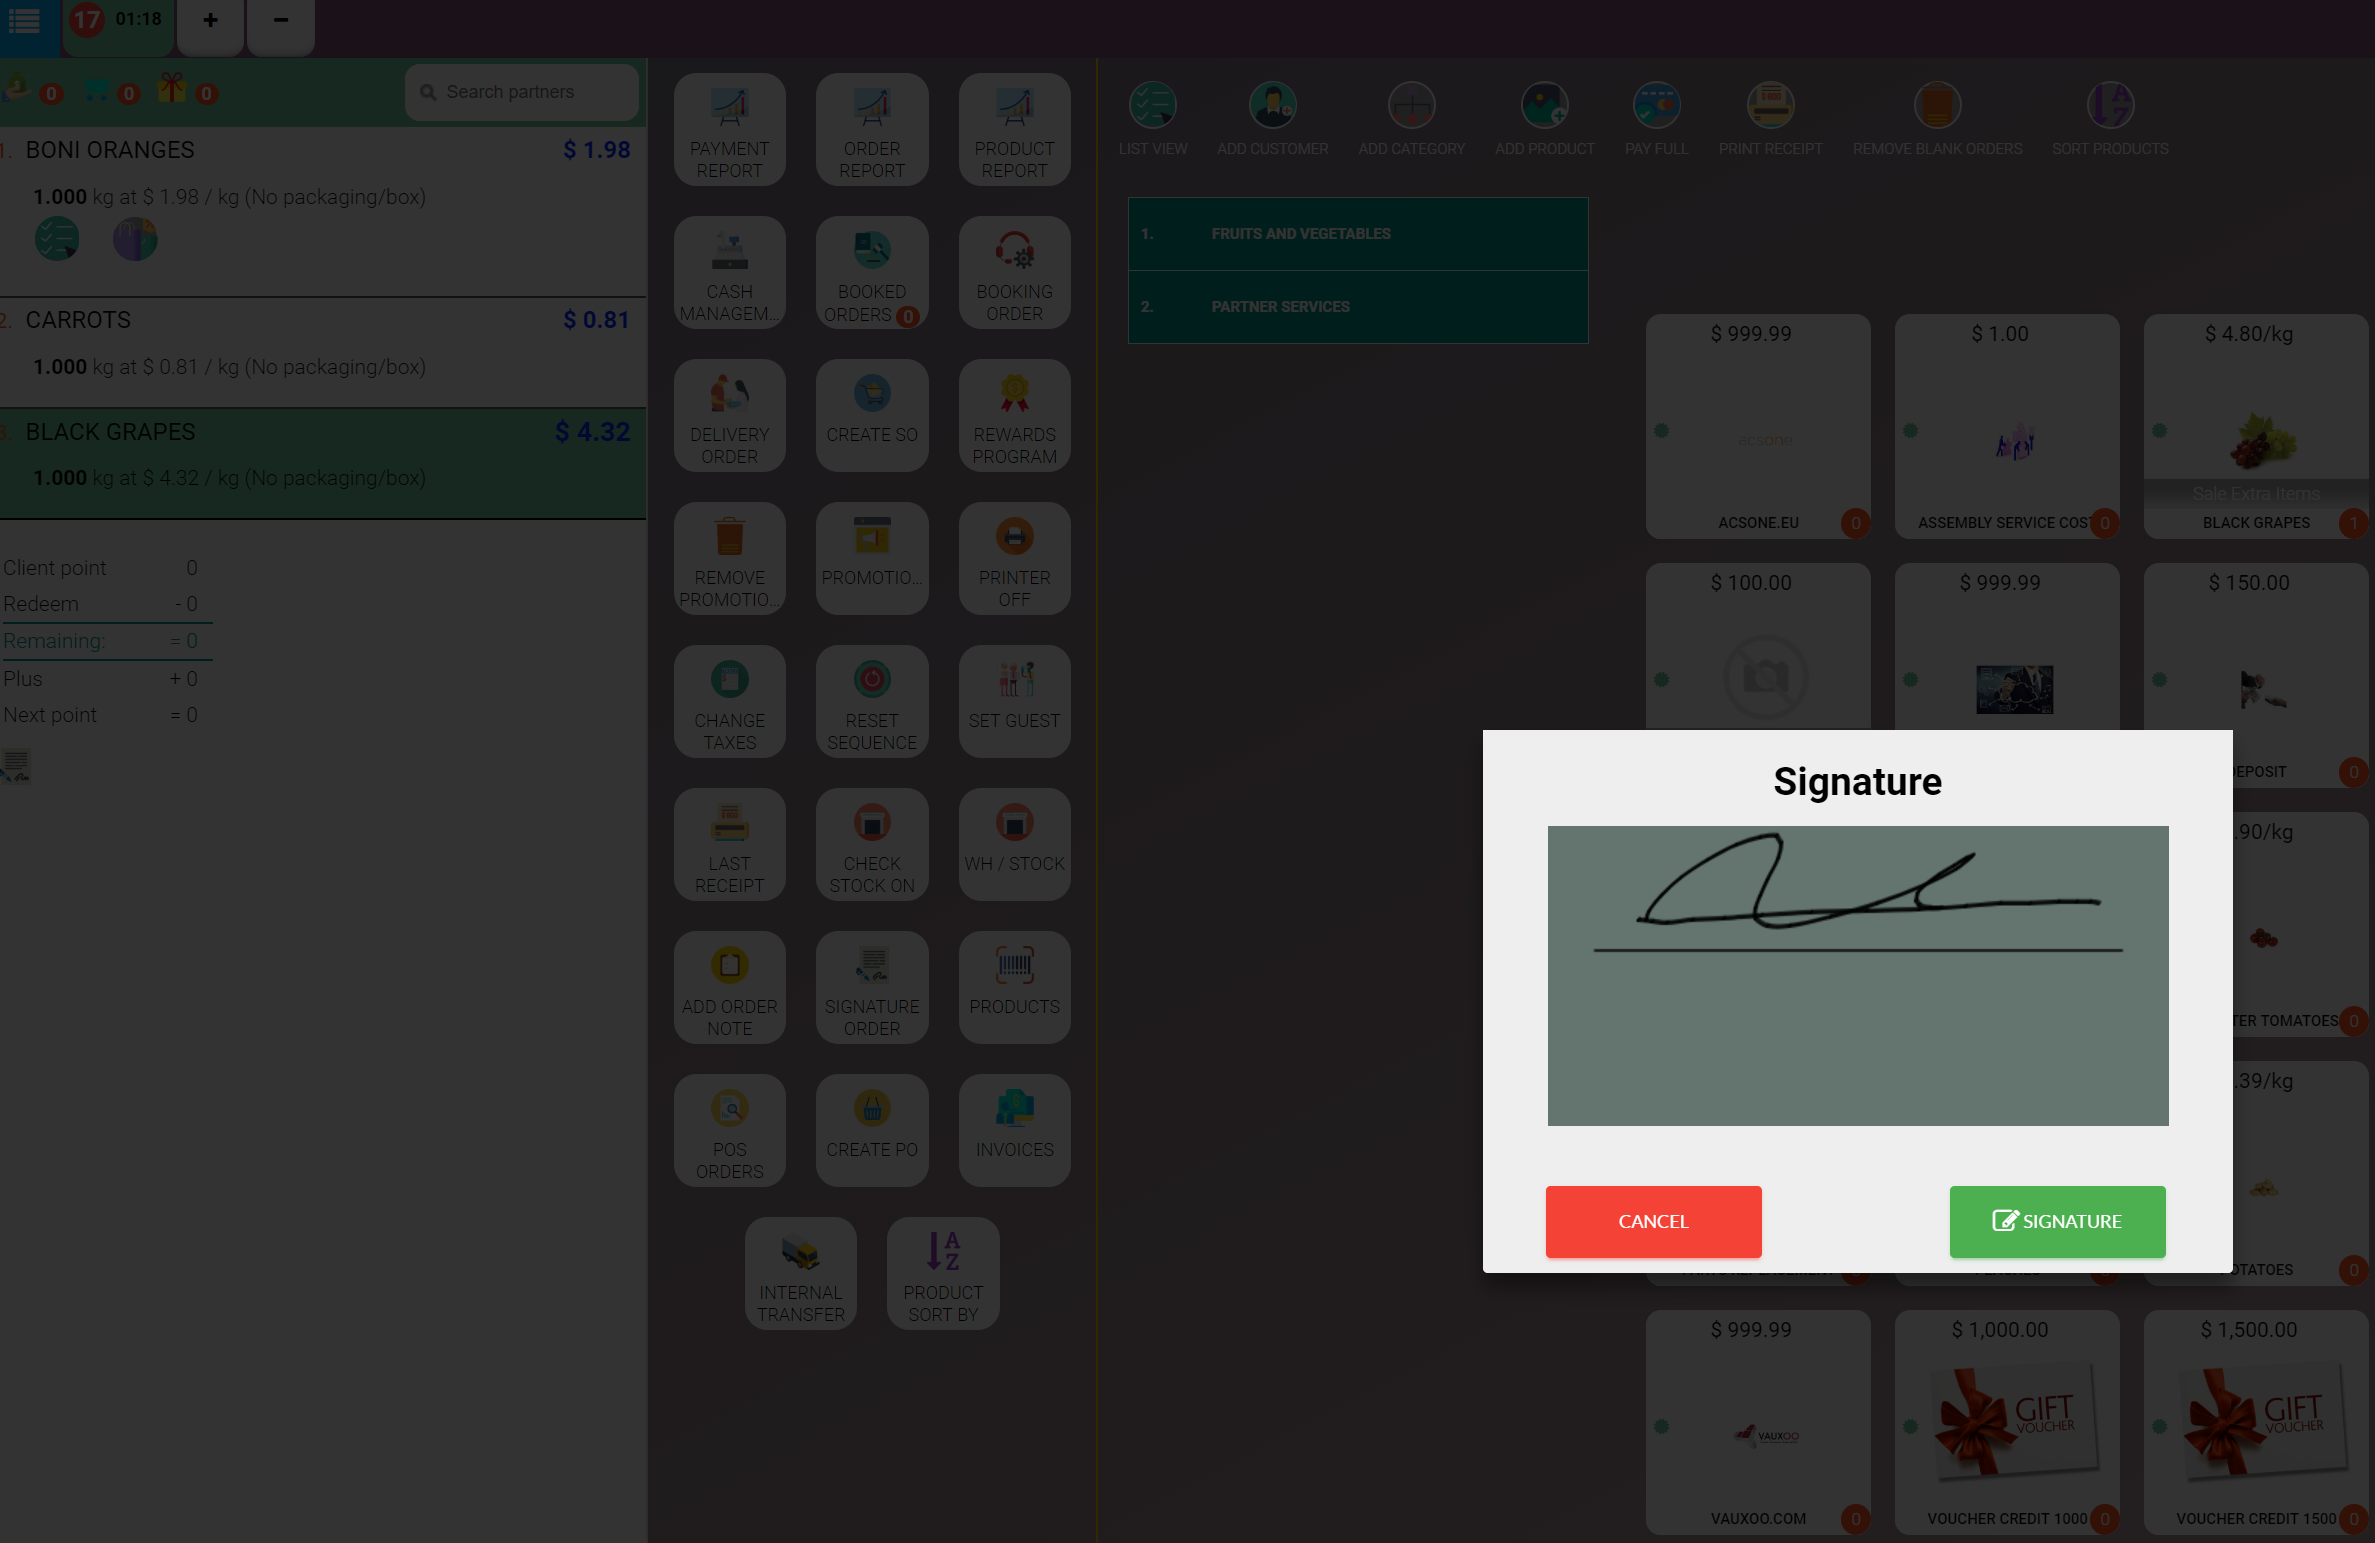 17 01:18 + −
0 0 0 Search partners
1. BONI ORANGES $ 1.98
1.000 kg at $ 1.98 / kg (No packaging/box)
2. CARROTS $ 0.81
1.000 kg at $ 0.81 / kg (No packaging/box)
3. BLACK GRAPES $ 4.32
1.000 kg at $ 4.32 / kg (No packaging/box)
Client point 0
Redeem - 0
Remaining: = 0
Plus + 0
Next point = 0
PAYMENT REPORT
ORDER REPORT
PRODUCT REPORT
CASH MANAGEM...
BOOKED ORDERS 0
BOOKING ORDER
DELIVERY ORDER
CREATE SO
REWARDS PROGRAM
REMOVE PROMOTIO...
PROMOTIO...
PRINTER OFF
CHANGE TAXES
RESET SEQUENCE
SET GUEST
LAST RECEIPT
CHECK STOCK ON
WH / STOCK
ADD ORDER NOTE
SIGNATURE ORDER
PRODUCTS
POS ORDERS
CREATE PO
INVOICES
INTERNAL TRANSFER
PRODUCT SORT BY
LIST VIEW ADD CUSTOMER ADD CATEGORY ADD PRODUCT PAY FULL PRINT RECEIPT REMOVE BLANK ORDERS SORT PRODUCTS
1. FRUITS AND VEGETABLES
2. PARTNER SERVICES
$ 999.99 $ 1.00 $ 4.80/kg
acsone
Sale Extra Items
ACSONE.EU 0 ASSEMBLY SERVICE COS 0 BLACK GRAPES 1
$ 100.00 $ 999.99 $ 150.00
DEPOSIT 0
.90/kg
TER TOMATOES 0
.39/kg
OTATOES 0
Signature
CANCEL SIGNATURE
$ 999.99 $ 1,000.00 $ 1,500.00
VAUXOO
GIFT VOUCHER
GIFT VOUCHER
VAUXOO.COM 0 VOUCHER CREDIT 1000 0 VOUCHER CREDIT 1500 0